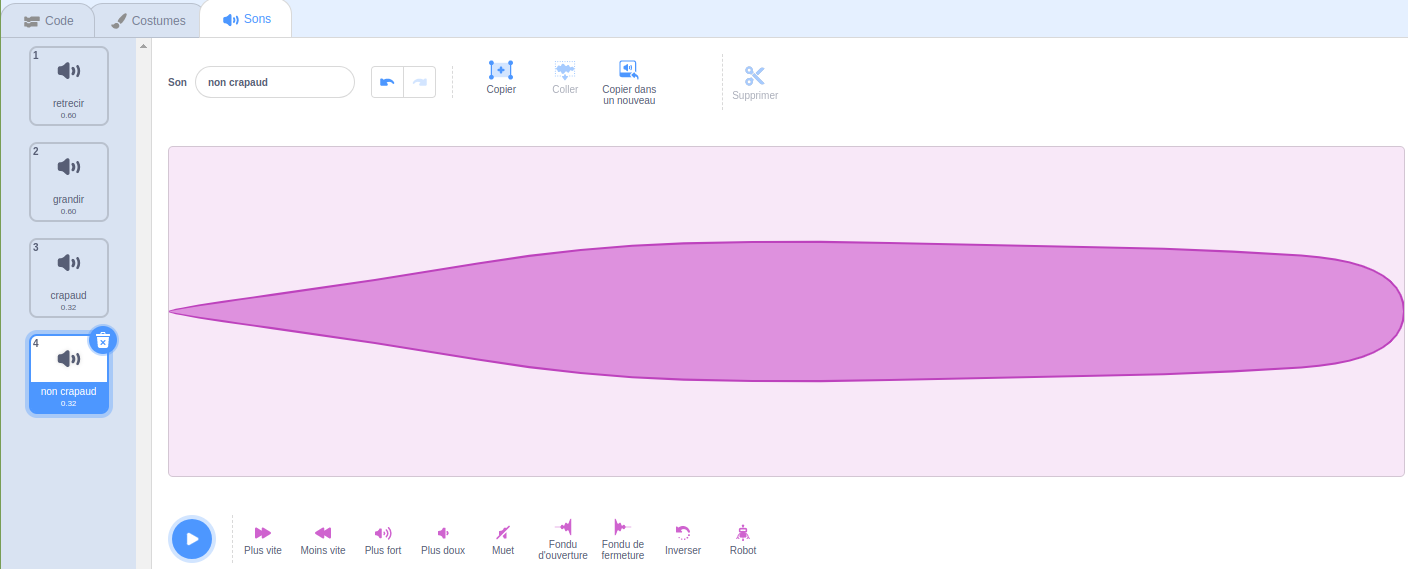 Code
Costumes
Sons
1
retrecir
0.60
2
grandir
0.60
3
crapaud
0.32
4
non crapaud
0.32
Son
non crapaud
Copier
Coller
Copier dans
un nouveau
Supprimer
Plus vite
Moins vite
Plus fort
Plus doux
Muet
Fondu
d'ouverture
Fondu de
fermeture
Inverser
Robot